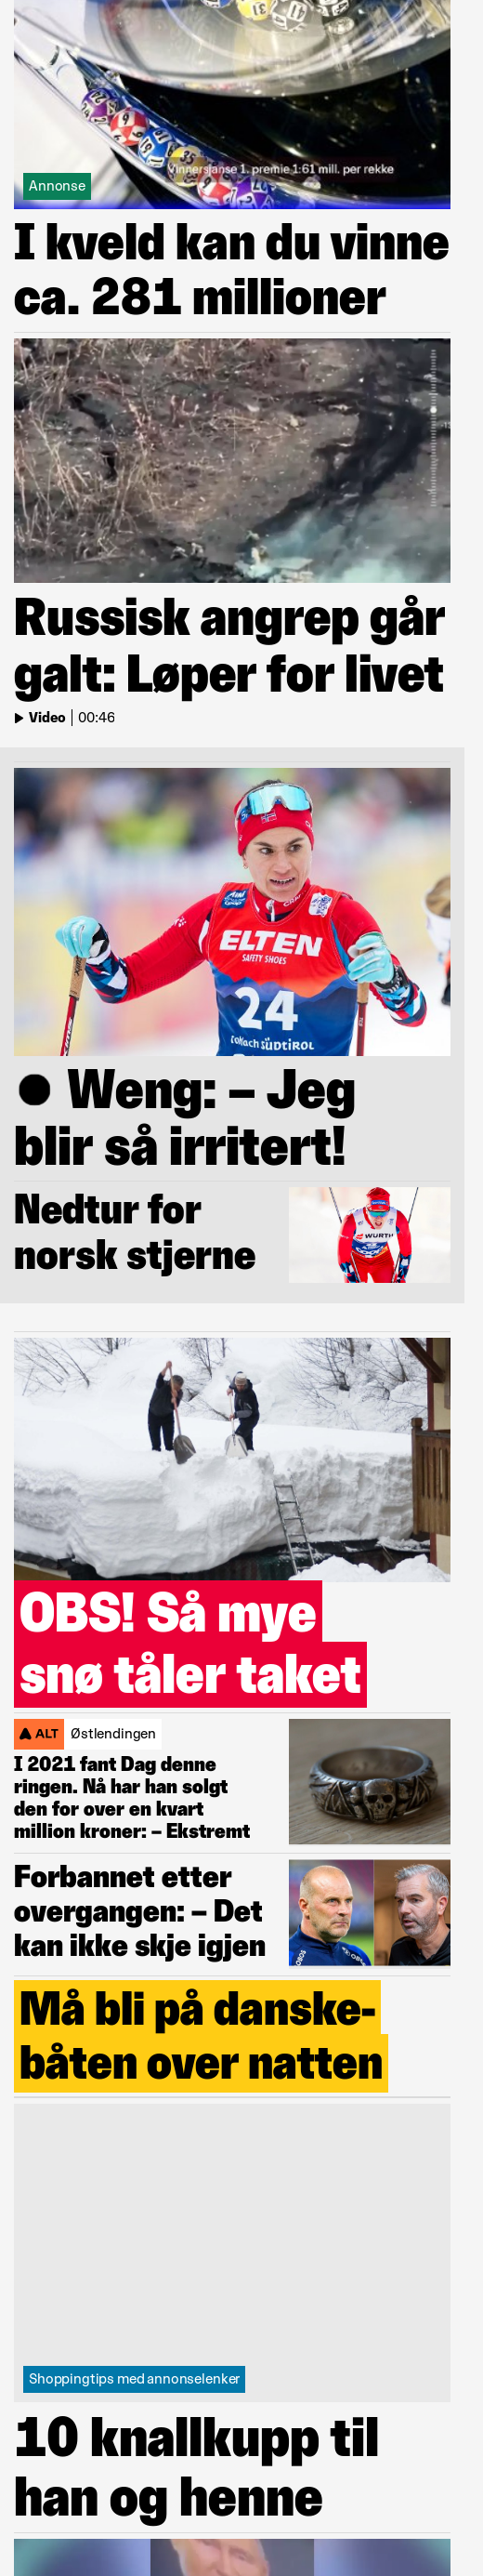 Vinnersjanse 1. premie 1:61 mill. per rekke
Annonse
I kveld kan du vinne
ca. 281 millioner
Russisk angrep går
galt: Løper for livet
Video | 00:46
ELTEN
SAFETY SHOES
24
Weng: – Jeg
blir så irritert!
Nedtur for
norsk stjerne
WÜRTH
OBS! Så mye
snø tåler taket
ALT Østlendingen
I 2021 fant Dag denne
ringen. Nå har han solgt
den for over en kvart
million kroner: – Ekstremt
Forbannet etter
overgangen: – Det
kan ikke skje igjen
Må bli på danske-
båten over natten
Shoppingtips med annonselenker
10 knallkupp til
han og henne